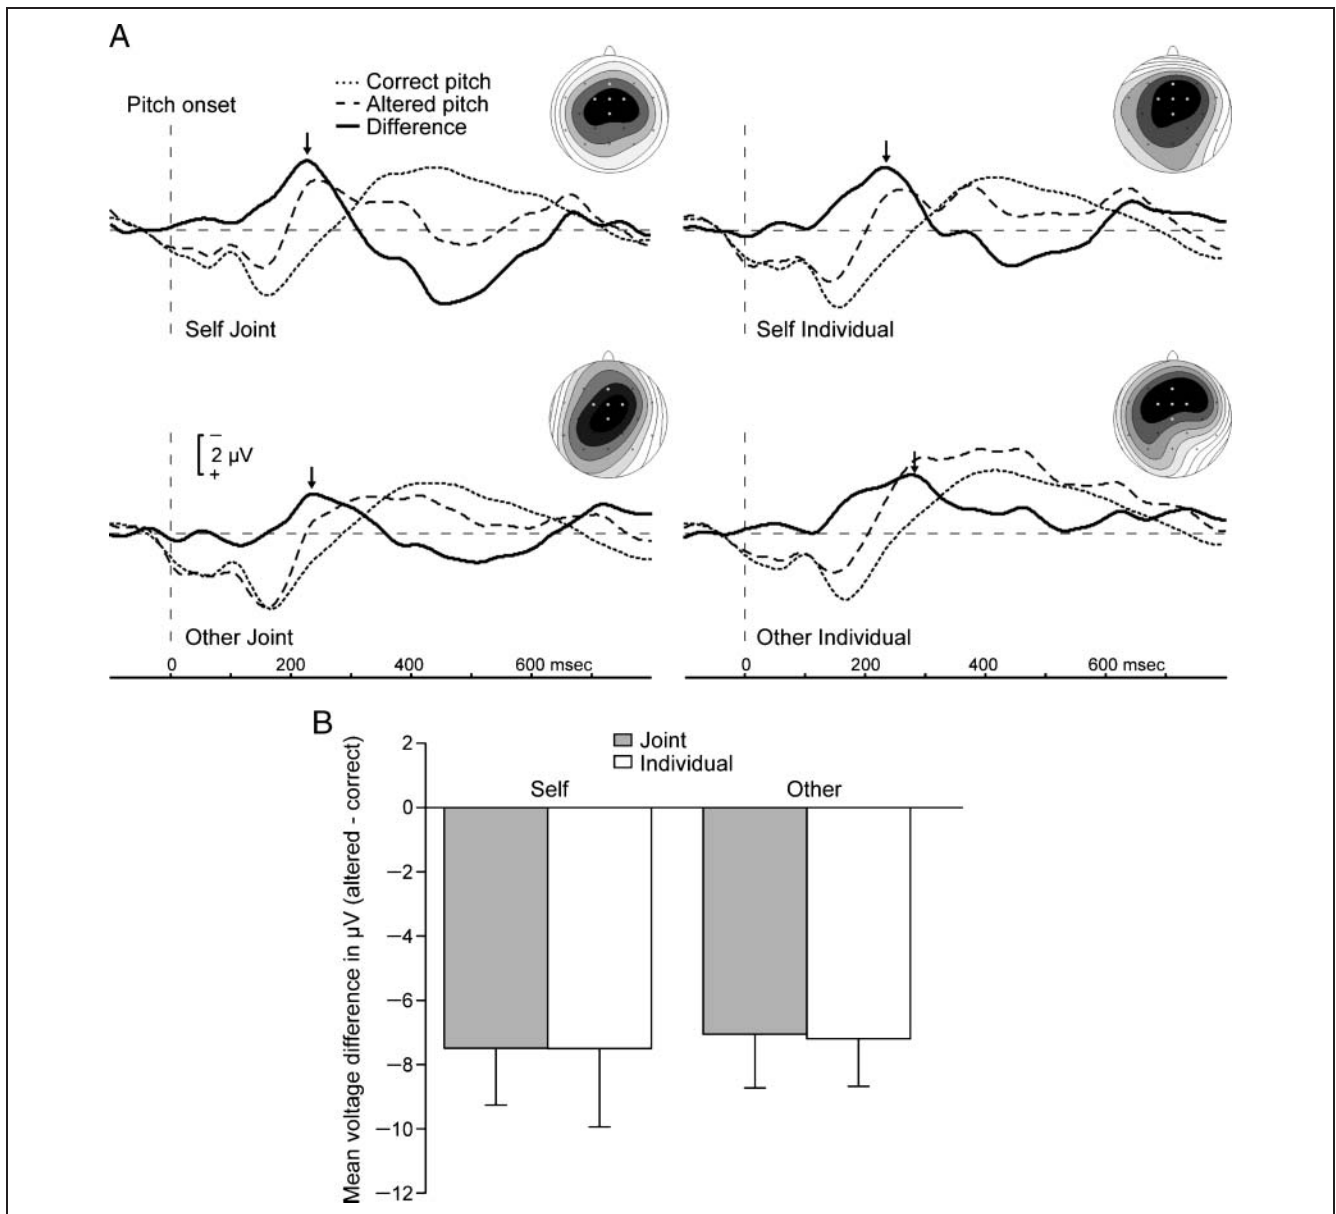 A
Correct pitch
Altered pitch
Difference
Pitch onset
Self Joint
Self Individual
−
2 μV
+
Other Joint
Other Individual
0 200 400 600 msec
0 200 400 600 msec
B
Joint
Individual
Self Other
Mean voltage difference in μV (altered - correct)
2
0
−2
−4
−6
−8
−10
−12